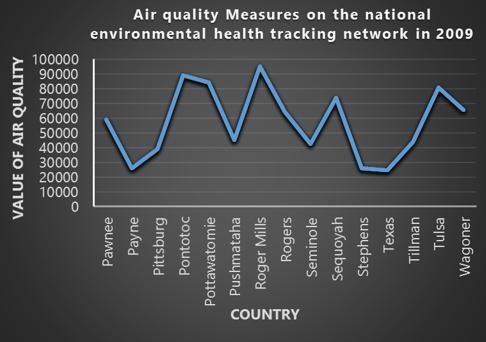 Air quality Measures on the national
environmental health tracking network in 2009
VALUE OF AIR QUALITY
100000
90000
80000
70000
60000
50000
40000
30000
20000
10000
0
Pawnee
Payne
Pittsburg
Pontotoc
Pottawatomie
Pushmataha
Roger Mills
Rogers
Seminole
Sequoyah
Stephens
Texas
Tillman
Tulsa
Wagoner
COUNTRY